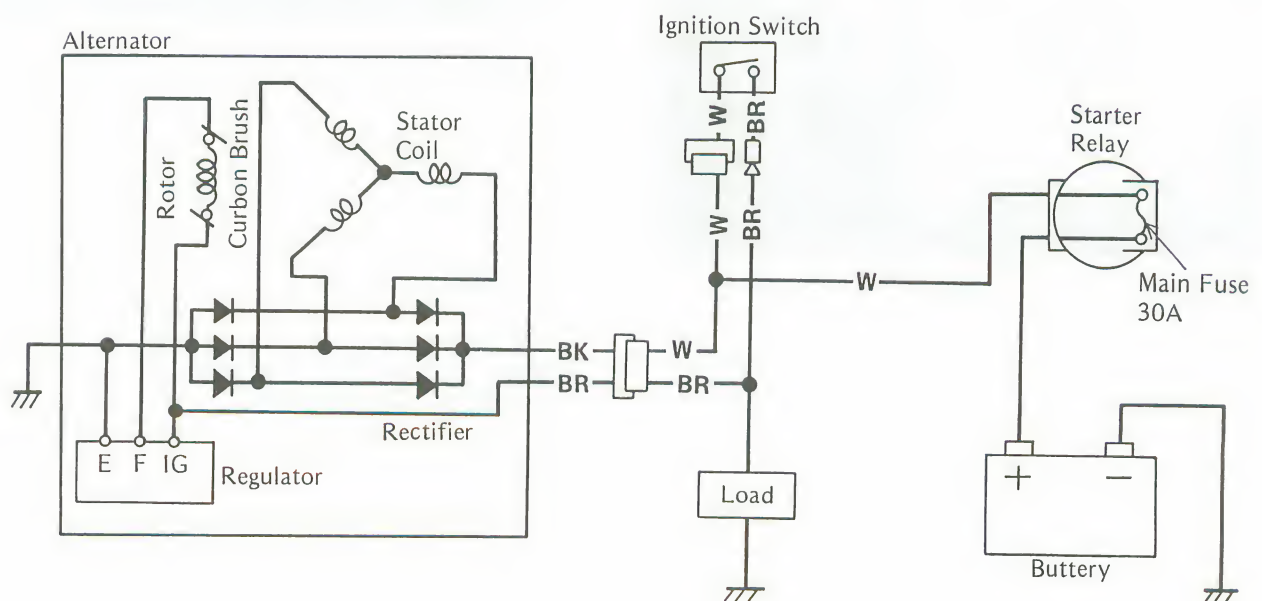 Alternator
Ignition Switch
Rotor
Curbon Brush
Stator
Coil
W
BR
Starter
Relay
W
BR
W
Main Fuse
30A
BK
W
BR
BR
Rectifier
E F IG
Regulator
Load
+ −
Buttery